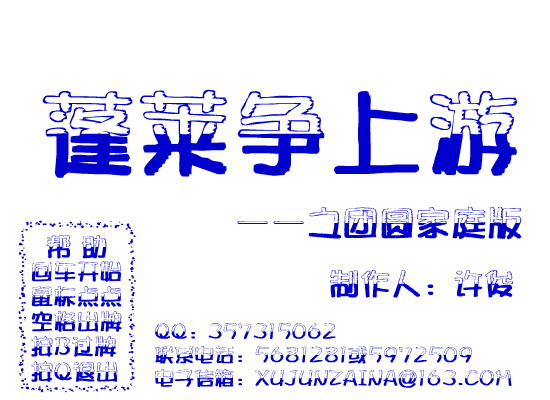 蓬莱争上游
——之团圆家庭版
制作人：许俊
帮助
回车开始
鼠标点点
空格出牌
按B过牌
按Q退出
QQ：357315062
联系电话：5681281或5972509
电子信箱：XUJUNZAINA@163.COM